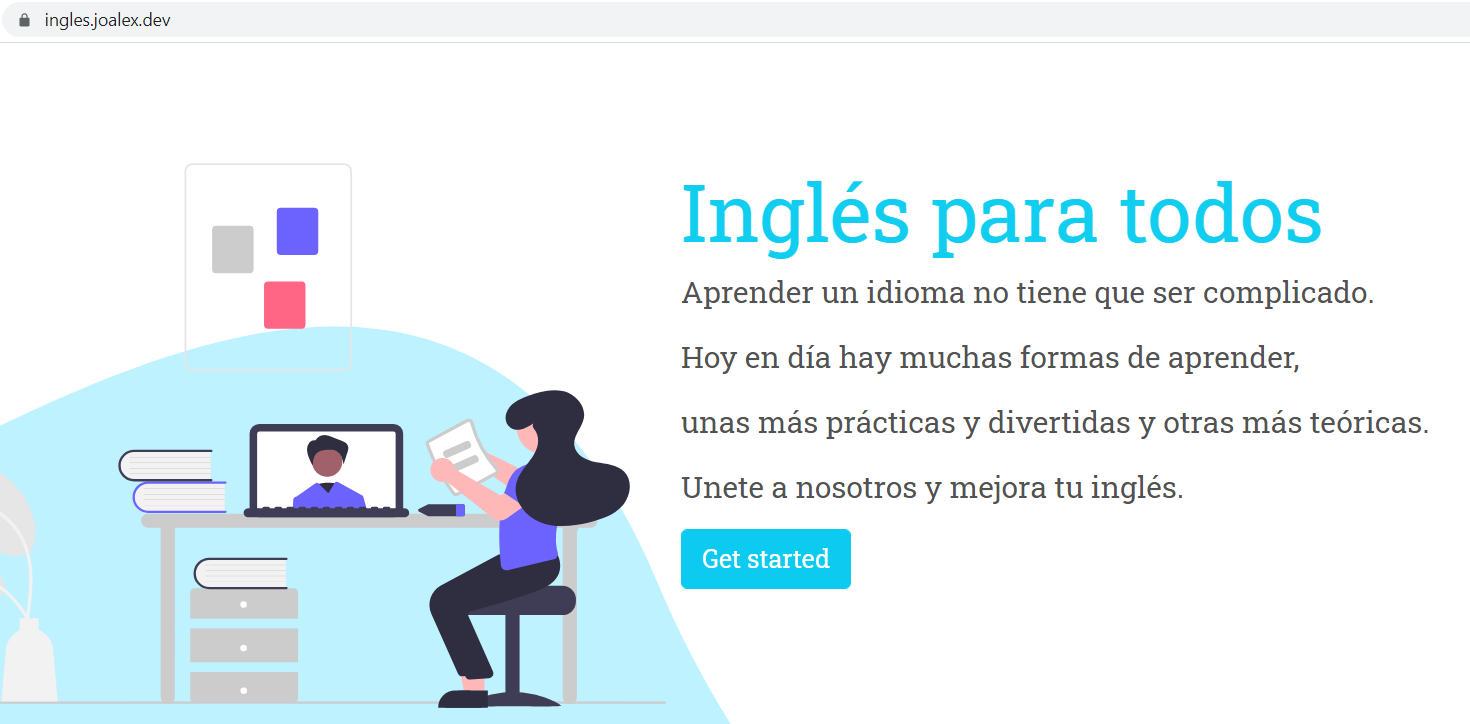 ingles.joalex.dev
Inglés para todos
Aprender un idioma no tiene que ser complicado.
Hoy en día hay muchas formas de aprender,
unas más prácticas y divertidas y otras más teóricas.
Unete a nosotros y mejora tu inglés.
Get started